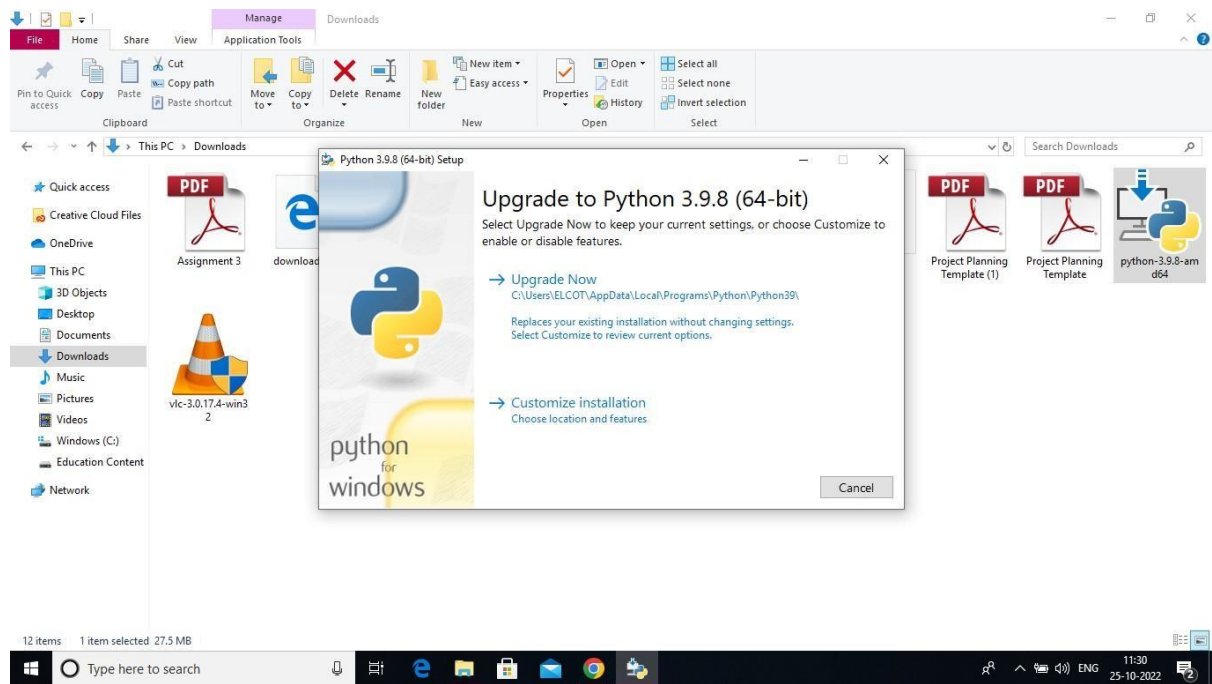 Manage
Downloads
File Home Share View Application Tools
Pin to Quick access
Copy
Paste
Cut
Copy path
Paste shortcut
Clipboard
Move to
Copy to
Delete
Rename
Organize
New folder
New item
Easy access
New
Properties
Open
Edit
History
Open
Select all
Select none
Invert selection
Select
This PC > Downloads
Search Downloads
Quick access
Creative Cloud Files
OneDrive
This PC
3D Objects
Desktop
Documents
Downloads
Music
Pictures
Videos
Windows (C:)
Education Content
Network
PDF
Assignment 3
download
vlc-3.0.17.4-win3
2
Python 3.9.8 (64-bit) Setup
Upgrade to Python 3.9.8 (64-bit)
Select Upgrade Now to keep your current settings, or choose Customize to
enable or disable features.
Upgrade Now
C:\Users\ELCOT\AppData\Local\Programs\Python\Python39\
Replaces your existing installation without changing settings.
Select Customize to review current options.
Customize installation
Choose location and features
python
for
windows
Cancel
PDF
Project Planning
Template (1)
PDF
Project Planning
Template
python-3.9.8-am
d64
12 items 1 item selected 27.5 MB
Type here to search
ENG
11:30
25-10-2022
2